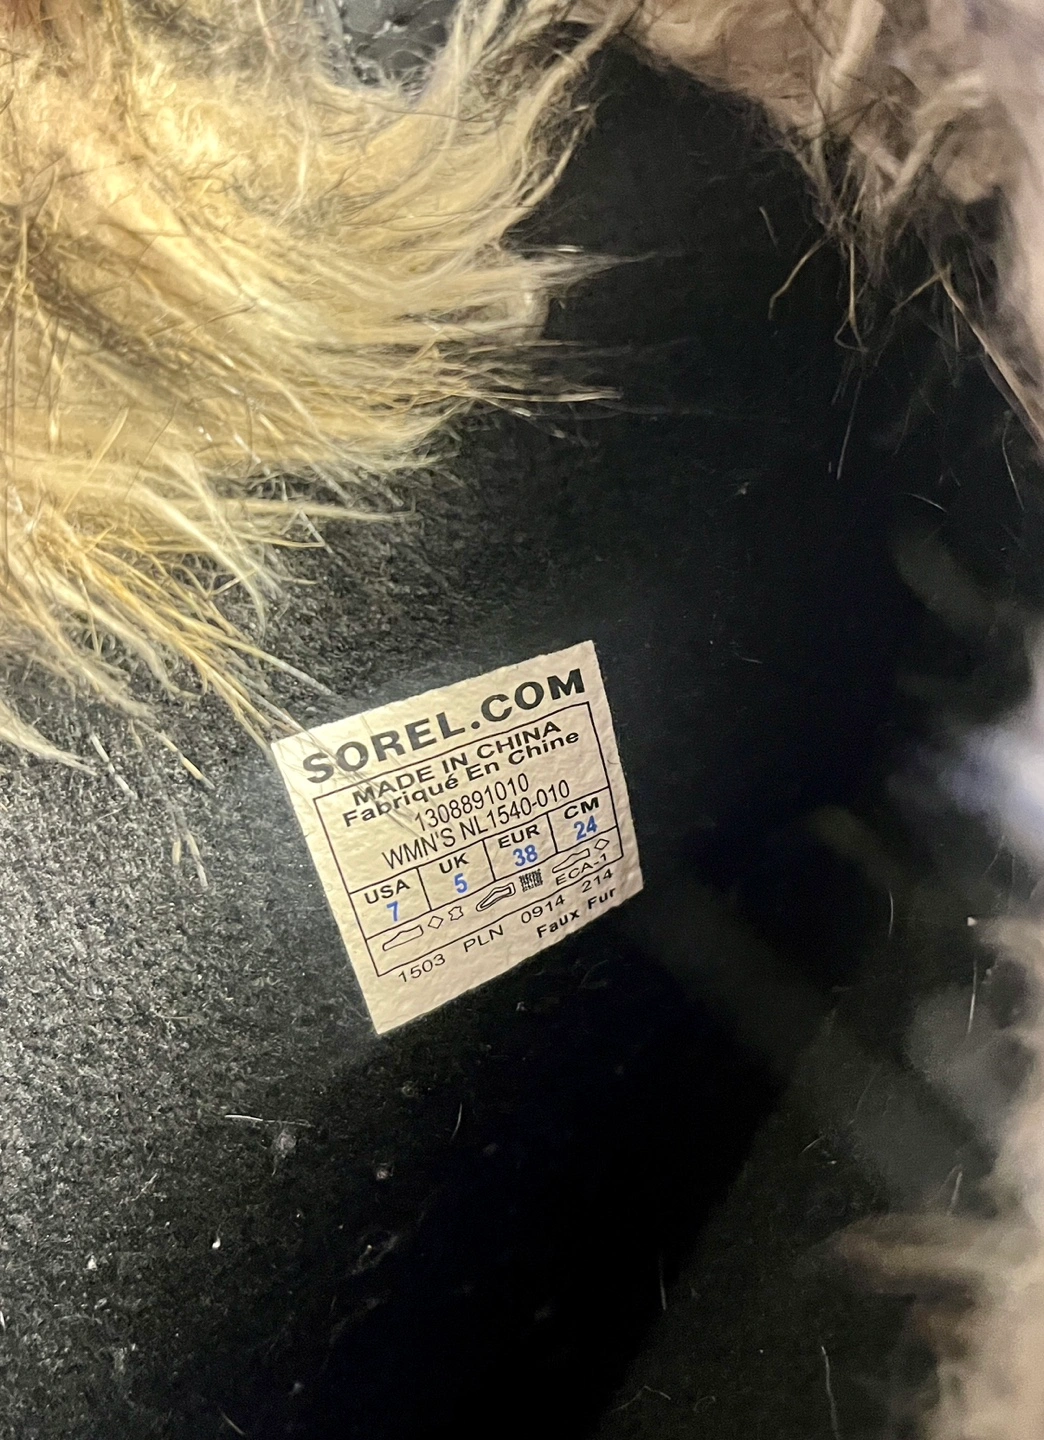 SOREL.COM
MADE IN CHINA
Fabriqué En Chine
1308891010
WMN'S NL1540-010
USA UK EUR CM
7 5 38 24
ECA-1
1503 PLN 0914 214
Faux Fur